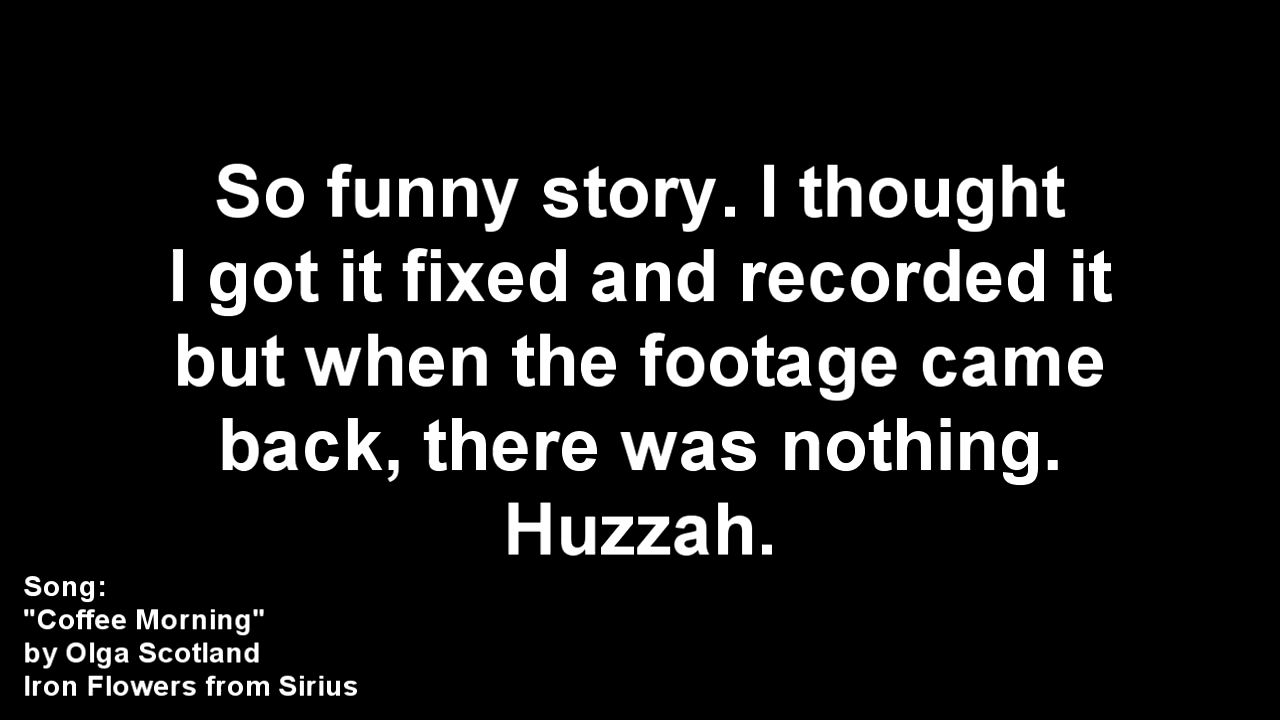 So funny story. I thought
I got it fixed and recorded it
but when the footage came
back, there was nothing.
Huzzah.
Song:
"Coffee Morning"
by Olga Scotland
Iron Flowers from Sirius